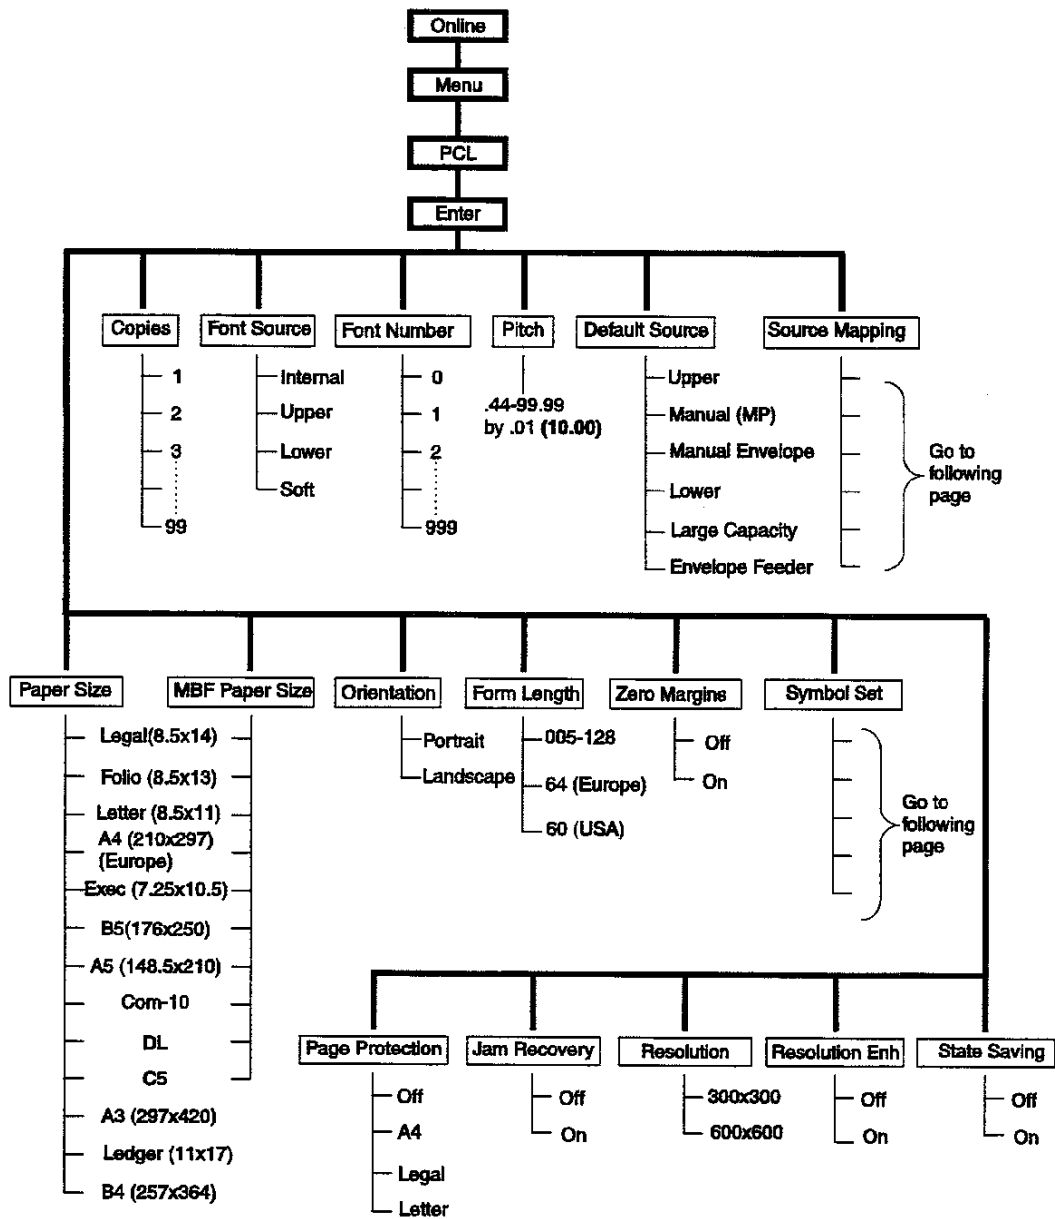 Online
Menu
PCL
Enter
Copies
1
2
3
99
Font Source
Internal
Upper
Lower
Soft
Font Number
0
1
2
999
Pitch
.44-99.99
by .01 (10.00)
Default Source
Upper
Manual (MP)
Manual Envelope
Lower
Large Capacity
Envelope Feeder
Source Mapping
Go to
following
page
Paper Size
MBF Paper Size
Legal(8.5x14)
Folio (8.5x13)
Letter (8.5x11)
A4 (210x297)
(Europe)
Exec (7.25x10.5)
B5(176x250)
A5 (148.5x210)
Com-10
DL
C5
A3 (297x420)
Ledger (11x17)
B4 (257x364)
Orientation
Portrait
Landscape
Form Length
005-128
64 (Europe)
60 (USA)
Zero Margins
Off
On
Symbol Set
Go to
following
page
Page Protection
Off
A4
Legal
Letter
Jam Recovery
Off
On
Resolution
300x300
600x600
Resolution Enh
Off
On
State Saving
Off
On